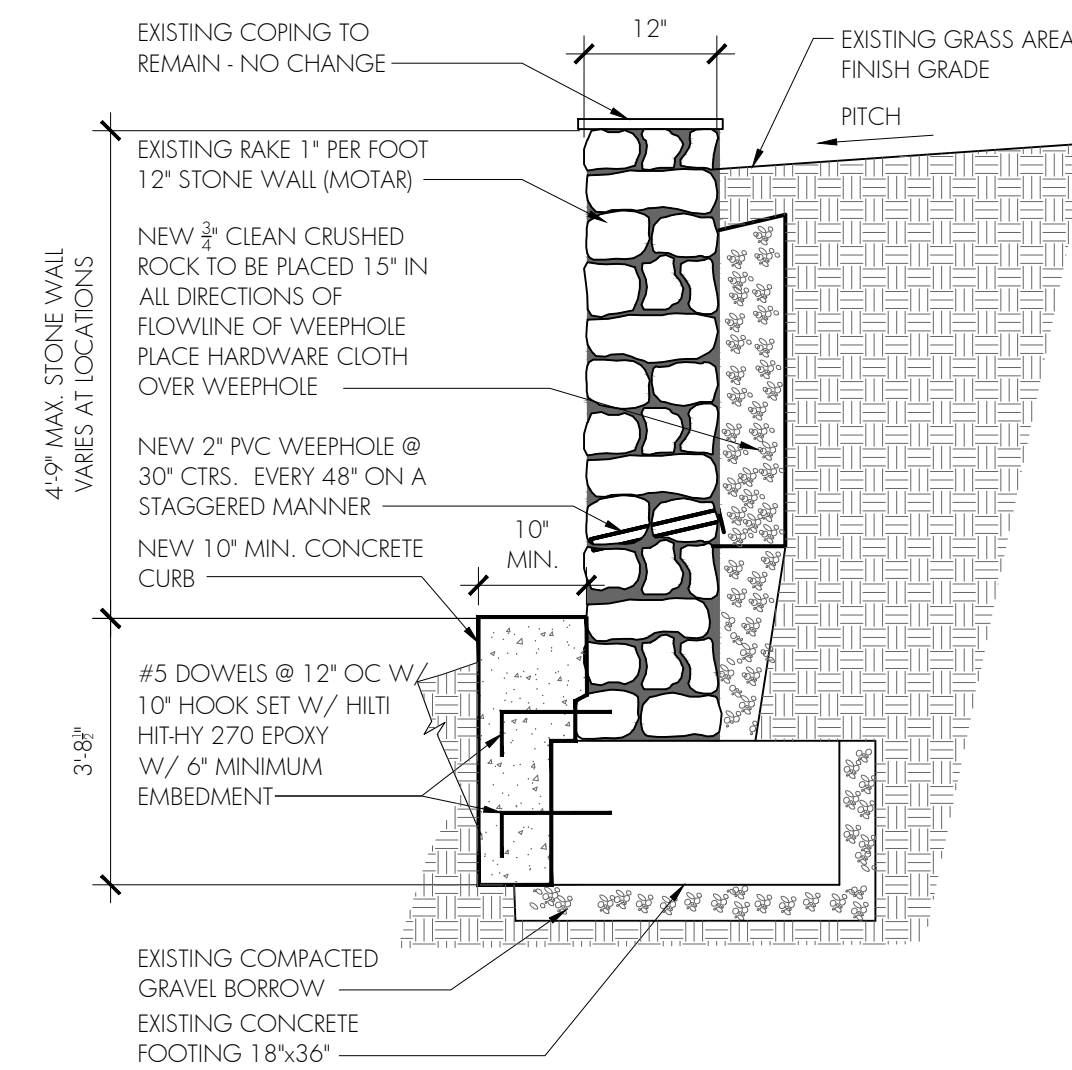 EXISTING COPING TO
REMAIN - NO CHANGE
12"
EXISTING GRASS AREA
FINISH GRADE
PITCH
EXISTING RAKE 1" PER FOOT
12" STONE WALL (MOTAR)
NEW 3/4" CLEAN CRUSHED
ROCK TO BE PLACED 15" IN
ALL DIRECTIONS OF
FLOWLINE OF WEEPHOLE
PLACE HARDWARE CLOTH
OVER WEEPHOLE
4'-9" MAX. STONE WALL
VARIES AT LOCATIONS
NEW 2" PVC WEEPHOLE @
30" CTRS. EVERY 48" ON A
STAGGERED MANNER
10"
MIN.
NEW 10" MIN. CONCRETE
CURB
#5 DOWELS @ 12" OC W/
10" HOOK SET W/ HILTI
HIT-HY 270 EPOXY
W/ 6" MINIMUM
EMBEDMENT
3'-8 1/2"
EXISTING COMPACTED
GRAVEL BORROW
EXISTING CONCRETE
FOOTING 18"x36"